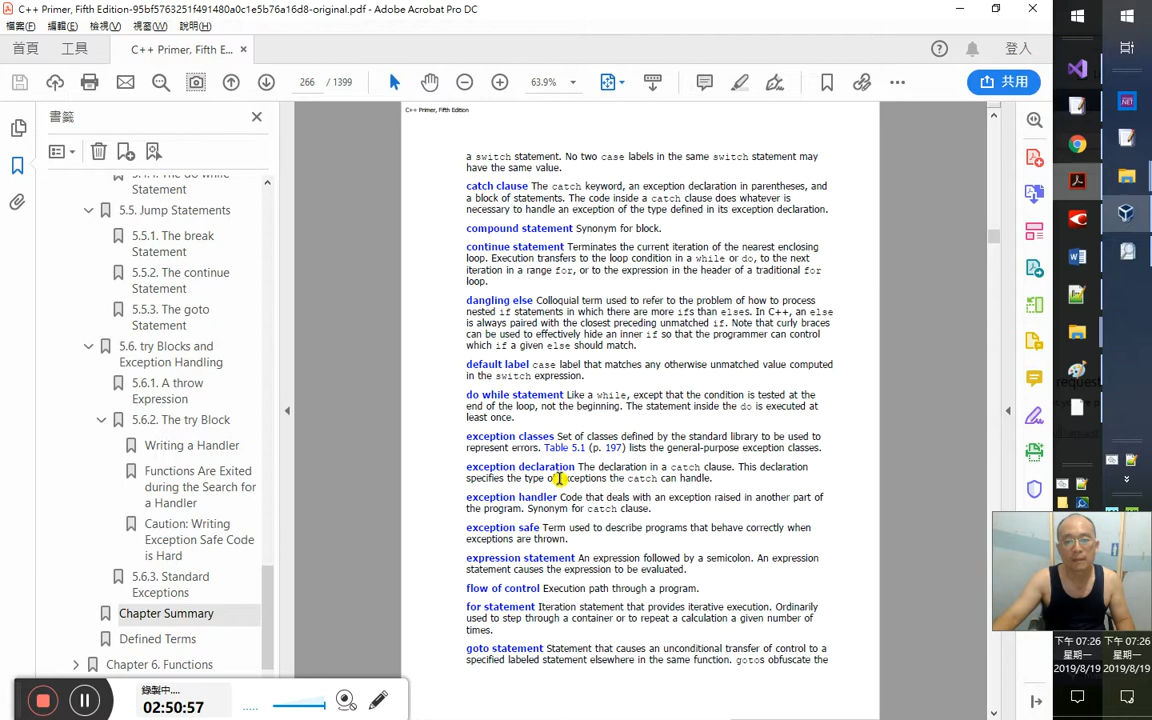 C++ Primer, Fifth Edition-95bf5763251f491480a0c1e5b76a16d8-original.pdf - Adobe Acrobat Pro DC
檔案(F) 編輯(E) 檢視(V) 視窗(W) 說明(H)
首頁 工具 C++ Primer, Fifth E... × 登入
266 / 1399 63.9% 共用
書籤
C++ Primer, Fifth Edition
Statement
5.5. Jump Statements
5.5.1. The break
Statement
5.5.2. The continue
Statement
5.5.3. The goto
Statement
5.6. try Blocks and
Exception Handling
5.6.1. A throw
Expression
5.6.2. The try Block
Writing a Handler
Functions Are Exited
during the Search for
a Handler
Caution: Writing
Exception Safe Code
is Hard
5.6.3. Standard
Exceptions
Chapter Summary
Defined Terms
Chapter 6. Functions
a switch statement. No two case labels in the same switch statement may
have the same value.
catch clause The catch keyword, an exception declaration in parentheses, and
a block of statements. The code inside a catch clause does whatever is
necessary to handle an exception of the type defined in its exception declaration.
compound statement Synonym for block.
continue statement Terminates the current iteration of the nearest enclosing
loop. Execution transfers to the loop condition in a while or do, to the next
iteration in a range for, or to the expression in the header of a traditional for
loop.
dangling else Colloquial term used to refer to the problem of how to process
nested if statements in which there are more ifs than elses. In C++, an else
is always paired with the closest preceding unmatched if. Note that curly braces
can be used to effectively hide an inner if so that the programmer can control
which if a given else should match.
default label case label that matches any otherwise unmatched value computed
in the switch expression.
do while statement Like a while, except that the condition is tested at the
end of the loop, not the beginning. The statement inside the do is executed at
least once.
exception classes Set of classes defined by the standard library to be used to
represent errors. Table 5.1 (p. 197) lists the general-purpose exception classes.
exception declaration The declaration in a catch clause. This declaration
specifies the type of exceptions the catch can handle.
exception handler Code that deals with an exception raised in another part of
the program. Synonym for catch clause.
exception safe Term used to describe programs that behave correctly when
exceptions are thrown.
expression statement An expression followed by a semicolon. An expression
statement causes the expression to be evaluated.
flow of control Execution path through a program.
for statement Iteration statement that provides iterative execution. Ordinarily
used to step through a container or to repeat a calculation a given number of
times.
goto statement Statement that causes an unconditional transfer of control to a
specified labeled statement elsewhere in the same function. gotos obfuscate the
.NET
request
錄製中....
02:50:57
下午 07:26 下午 07:26
星期一 星期一
2019/8/19 2019/8/19